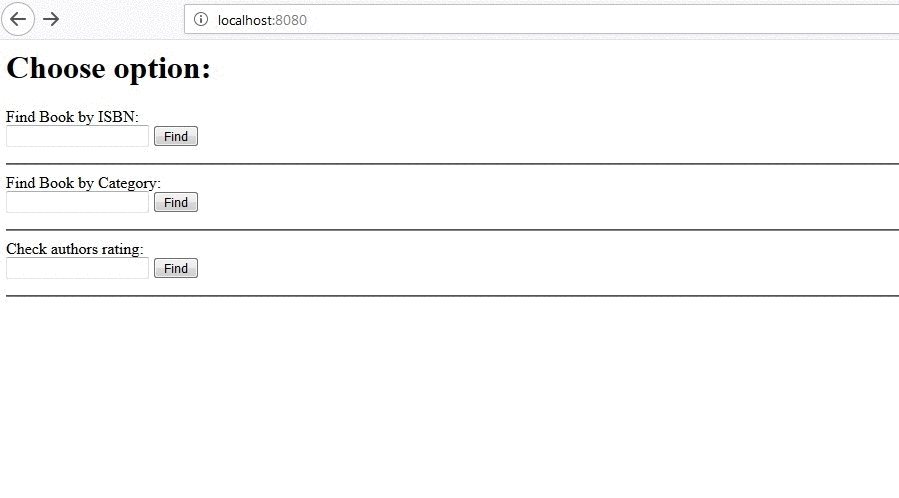 localhost:8080
Choose option:
Find Book by ISBN:
Find
Find Book by Category:
Find
Check authors rating:
Find